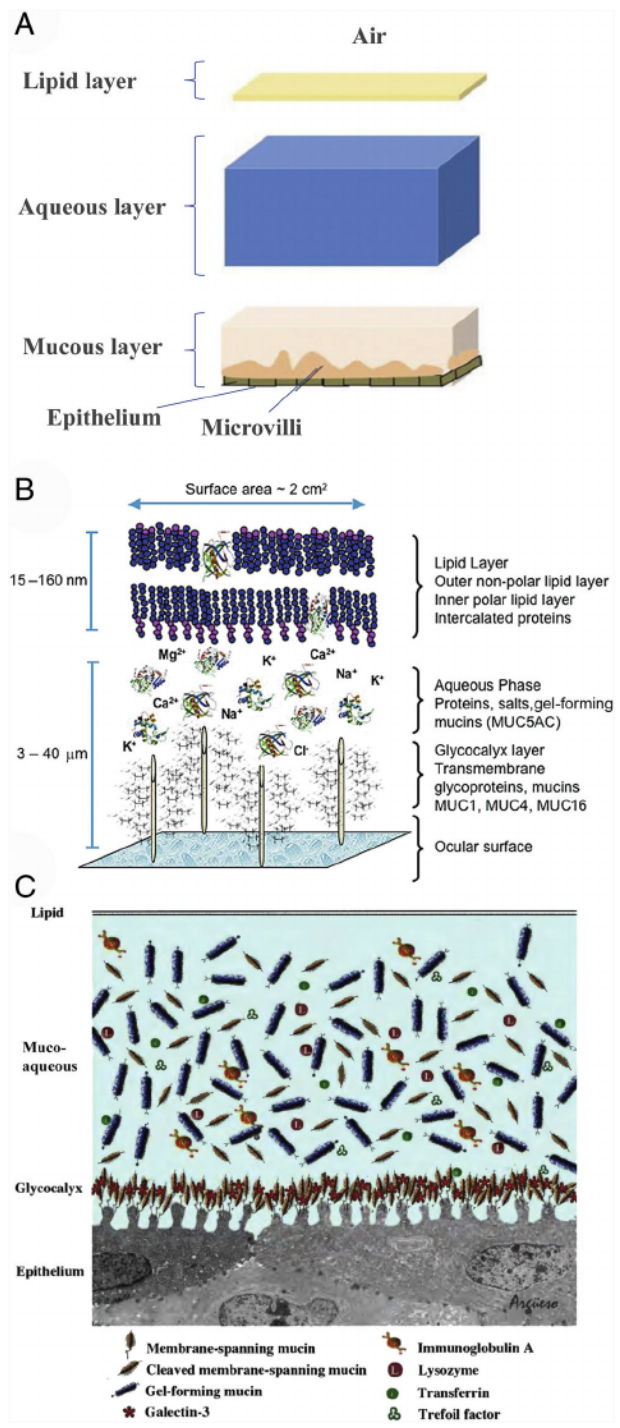 A
Air
Lipid layer
Aqueous layer
Mucous layer
Epithelium
Microvilli
B
Surface area ~ 2 cm²
15–160 nm
Lipid Layer
Outer non-polar lipid layer
Inner polar lipid layer
Intercalated proteins
Mg²⁺
K⁺
Ca²⁺
Na⁺
K⁺
Ca²⁺
Na⁺
K⁺
Cl⁻
Aqueous Phase
Proteins, salts, gel-forming
mucins (MUC5AC)
3 – 40 μm
Glycocalyx layer
Transmembrane
glycoproteins, mucins
MUC1, MUC4, MUC16
Ocular surface
C
Lipid
Muco-
aqueous
Glycocalyx
Epithelium
Argüeso
Membrane-spanning mucin
Cleaved membrane-spanning mucin
Gel-forming mucin
Galectin-3
Immunoglobulin A
L Lysozyme
Transferrin
Trefoil factor